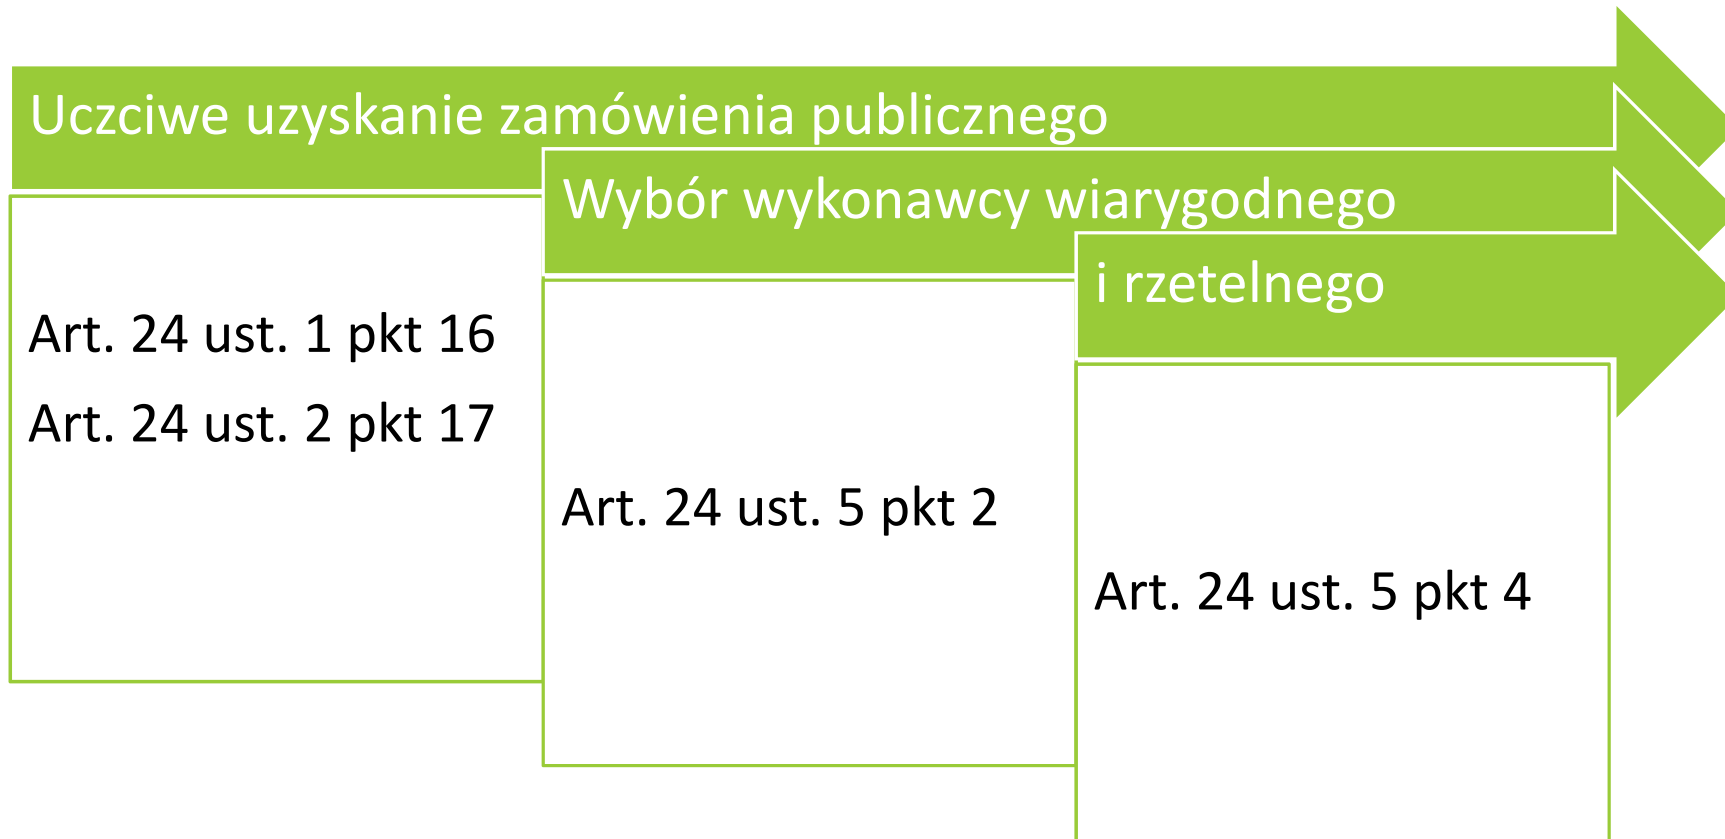 Uczciwe uzyskanie zamówienia publicznego
Art. 24 ust. 1 pkt 16
Art. 24 ust. 2 pkt 17
Wybór wykonawcy wiarygodnego
Art. 24 ust. 5 pkt 2
i rzetelnego
Art. 24 ust. 5 pkt 4